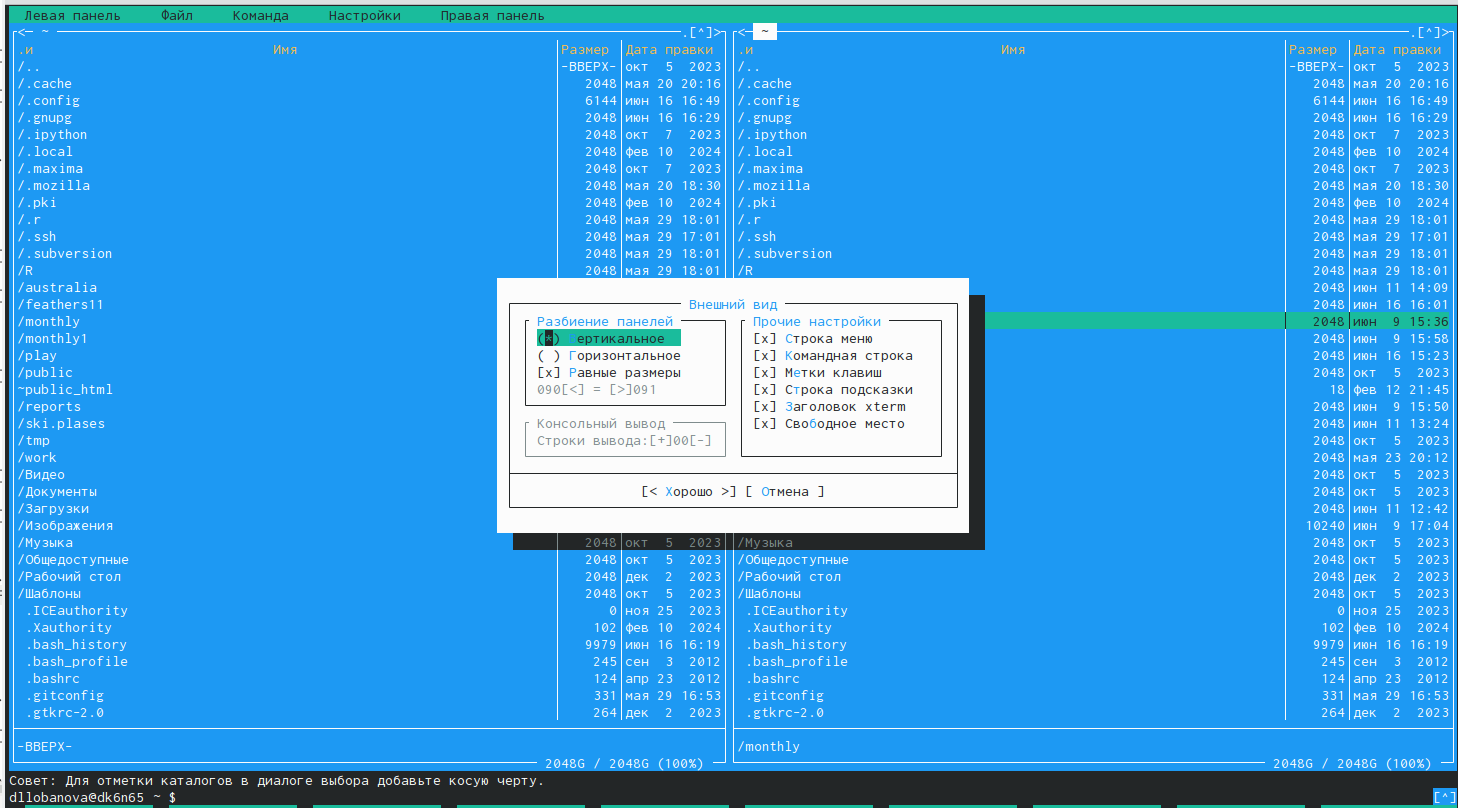 Левая панель Файл Команда Настройки Правая панель
<─ ~ .[^]> <─ ~ .[^]>
.и Имя Размер Дата правки .и Имя Размер Дата правки
/.. -ВВЕРХ- окт 5 2023 /.. -ВВЕРХ- окт 5 2023
/.cache 2048 мая 20 20:16 /.cache 2048 мая 20 20:16
/.config 6144 июн 16 16:49 /.config 6144 июн 16 16:49
/.gnupg 2048 июн 16 16:29 /.gnupg 2048 июн 16 16:29
/.ipython 2048 окт 7 2023 /.ipython 2048 окт 7 2023
/.local 2048 фев 10 2024 /.local 2048 фев 10 2024
/.maxima 2048 окт 7 2023 /.maxima 2048 окт 7 2023
/.mozilla 2048 мая 20 18:30 /.mozilla 2048 мая 20 18:30
/.pki 2048 фев 10 2024 /.pki 2048 фев 10 2024
/.r 2048 мая 29 18:01 /.r 2048 мая 29 18:01
/.ssh 2048 мая 29 17:01 /.ssh 2048 мая 29 17:01
/.subversion 2048 мая 29 18:01 /.subversion 2048 мая 29 18:01
/R 2048 мая 29 18:01 /R 2048 мая 29 18:01
/australia 2048 июн 11 14:09
/feathers11 Внешний вид 2048 июн 16 16:01
/monthly Разбиение панелей Прочие настройки 2048 июн 9 15:36
/monthly1 (*) Вертикальное [x] Строка меню 2048 июн 9 15:58
/play ( ) Горизонтальное [x] Командная строка 2048 июн 16 15:23
/public [x] Равные размеры [x] Метки клавиш 2048 окт 5 2023
~public_html 090[<] = [>]091 [x] Строка подсказки 18 фев 12 21:45
/reports [x] Заголовок xterm 2048 июн 9 15:50
/ski.plases Консольный вывод [x] Свободное место 2048 июн 11 13:24
/tmp Строки вывода:[+]00[-] 2048 окт 5 2023
/work 2048 мая 23 20:12
/Видео 2048 окт 5 2023
/Документы [< Хорошо >] [ Отмена ] 2048 окт 5 2023
/Загрузки 2048 июн 11 12:42
/Изображения 10240 июн 9 17:04
/Музыка 2048 окт 5 2023 /Музыка 2048 окт 5 2023
/Общедоступные 2048 окт 5 2023 /Общедоступные 2048 окт 5 2023
/Рабочий стол 2048 дек 2 2023 /Рабочий стол 2048 дек 2 2023
/Шаблоны 2048 окт 5 2023 /Шаблоны 2048 окт 5 2023
.ICEauthority 0 ноя 25 2023 .ICEauthority 0 ноя 25 2023
.Xauthority 102 фев 10 2024 .Xauthority 102 фев 10 2024
.bash_history 9979 июн 16 16:19 .bash_history 9979 июн 16 16:19
.bash_profile 245 сен 3 2012 .bash_profile 245 сен 3 2012
.bashrc 124 апр 23 2012 .bashrc 124 апр 23 2012
.gitconfig 331 мая 29 16:53 .gitconfig 331 мая 29 16:53
.gtkrc-2.0 264 дек 2 2023 .gtkrc-2.0 264 дек 2 2023
-ВВЕРХ- /monthly
2048G / 2048G (100%) 2048G / 2048G (100%)
Совет: Для отметки каталогов в диалоге выбора добавьте косую черту.
dllobanova@dk6n65 ~ $ [^]